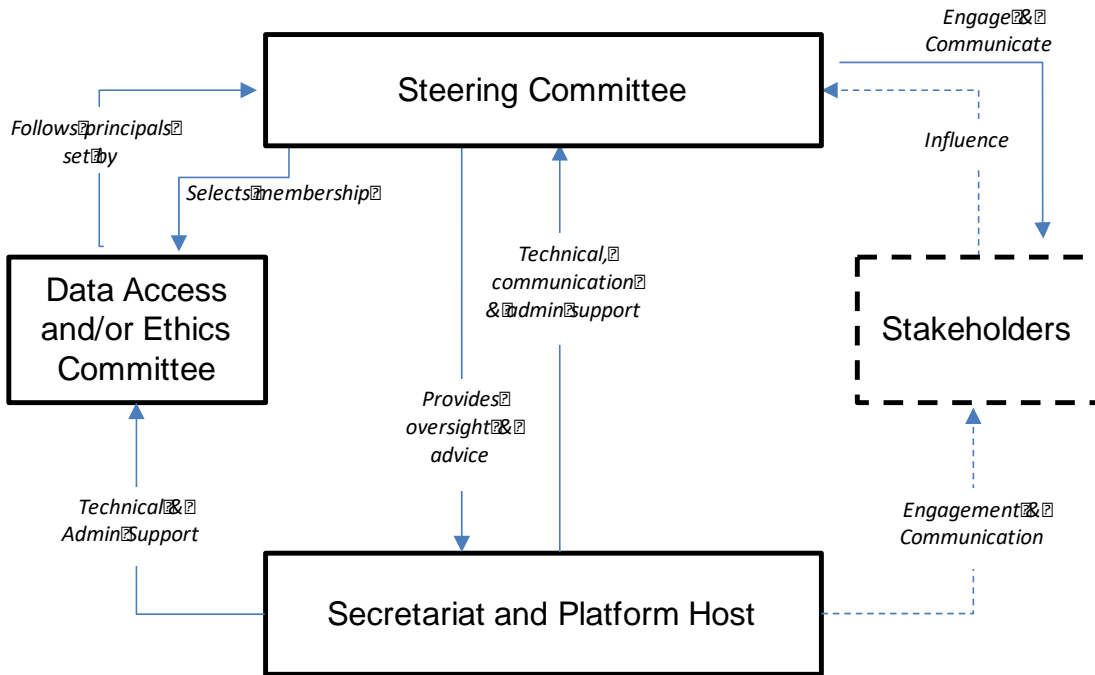 Engage & 
Communicate
Steering Committee
Follows principals
set by
Influence
Selects membership
Data Access
and/or Ethics
Committee
Technical,
communication
& admin support
Stakeholders
Provides
oversight &
advice
Technical &
Admin Support
Engagement &
Communication
Secretariat and Platform Host